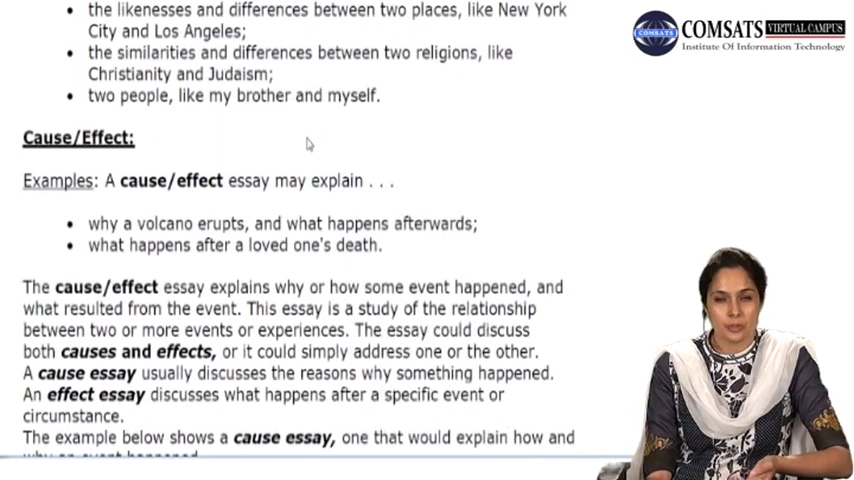 • the likenesses and differences between two places, like New York
City and Los Angeles;
• the similarities and differences between two religions, like
Christianity and Judaism;
• two people, like my brother and myself.
Cause/Effect:
Examples: A cause/effect essay may explain . . .
• why a volcano erupts, and what happens afterwards;
• what happens after a loved one's death.
The cause/effect essay explains why or how some event happened, and
what resulted from the event. This essay is a study of the relationship
between two or more events or experiences. The essay could discuss
both causes and effects, or it could simply address one or the other.
A cause essay usually discusses the reasons why something happened.
An effect essay discusses what happens after a specific event or
circumstance.
The example below shows a cause essay, one that would explain how and
why an event happened.
COMSATS
COMSATS VIRTUAL CAMPUS
Institute Of Information Technology